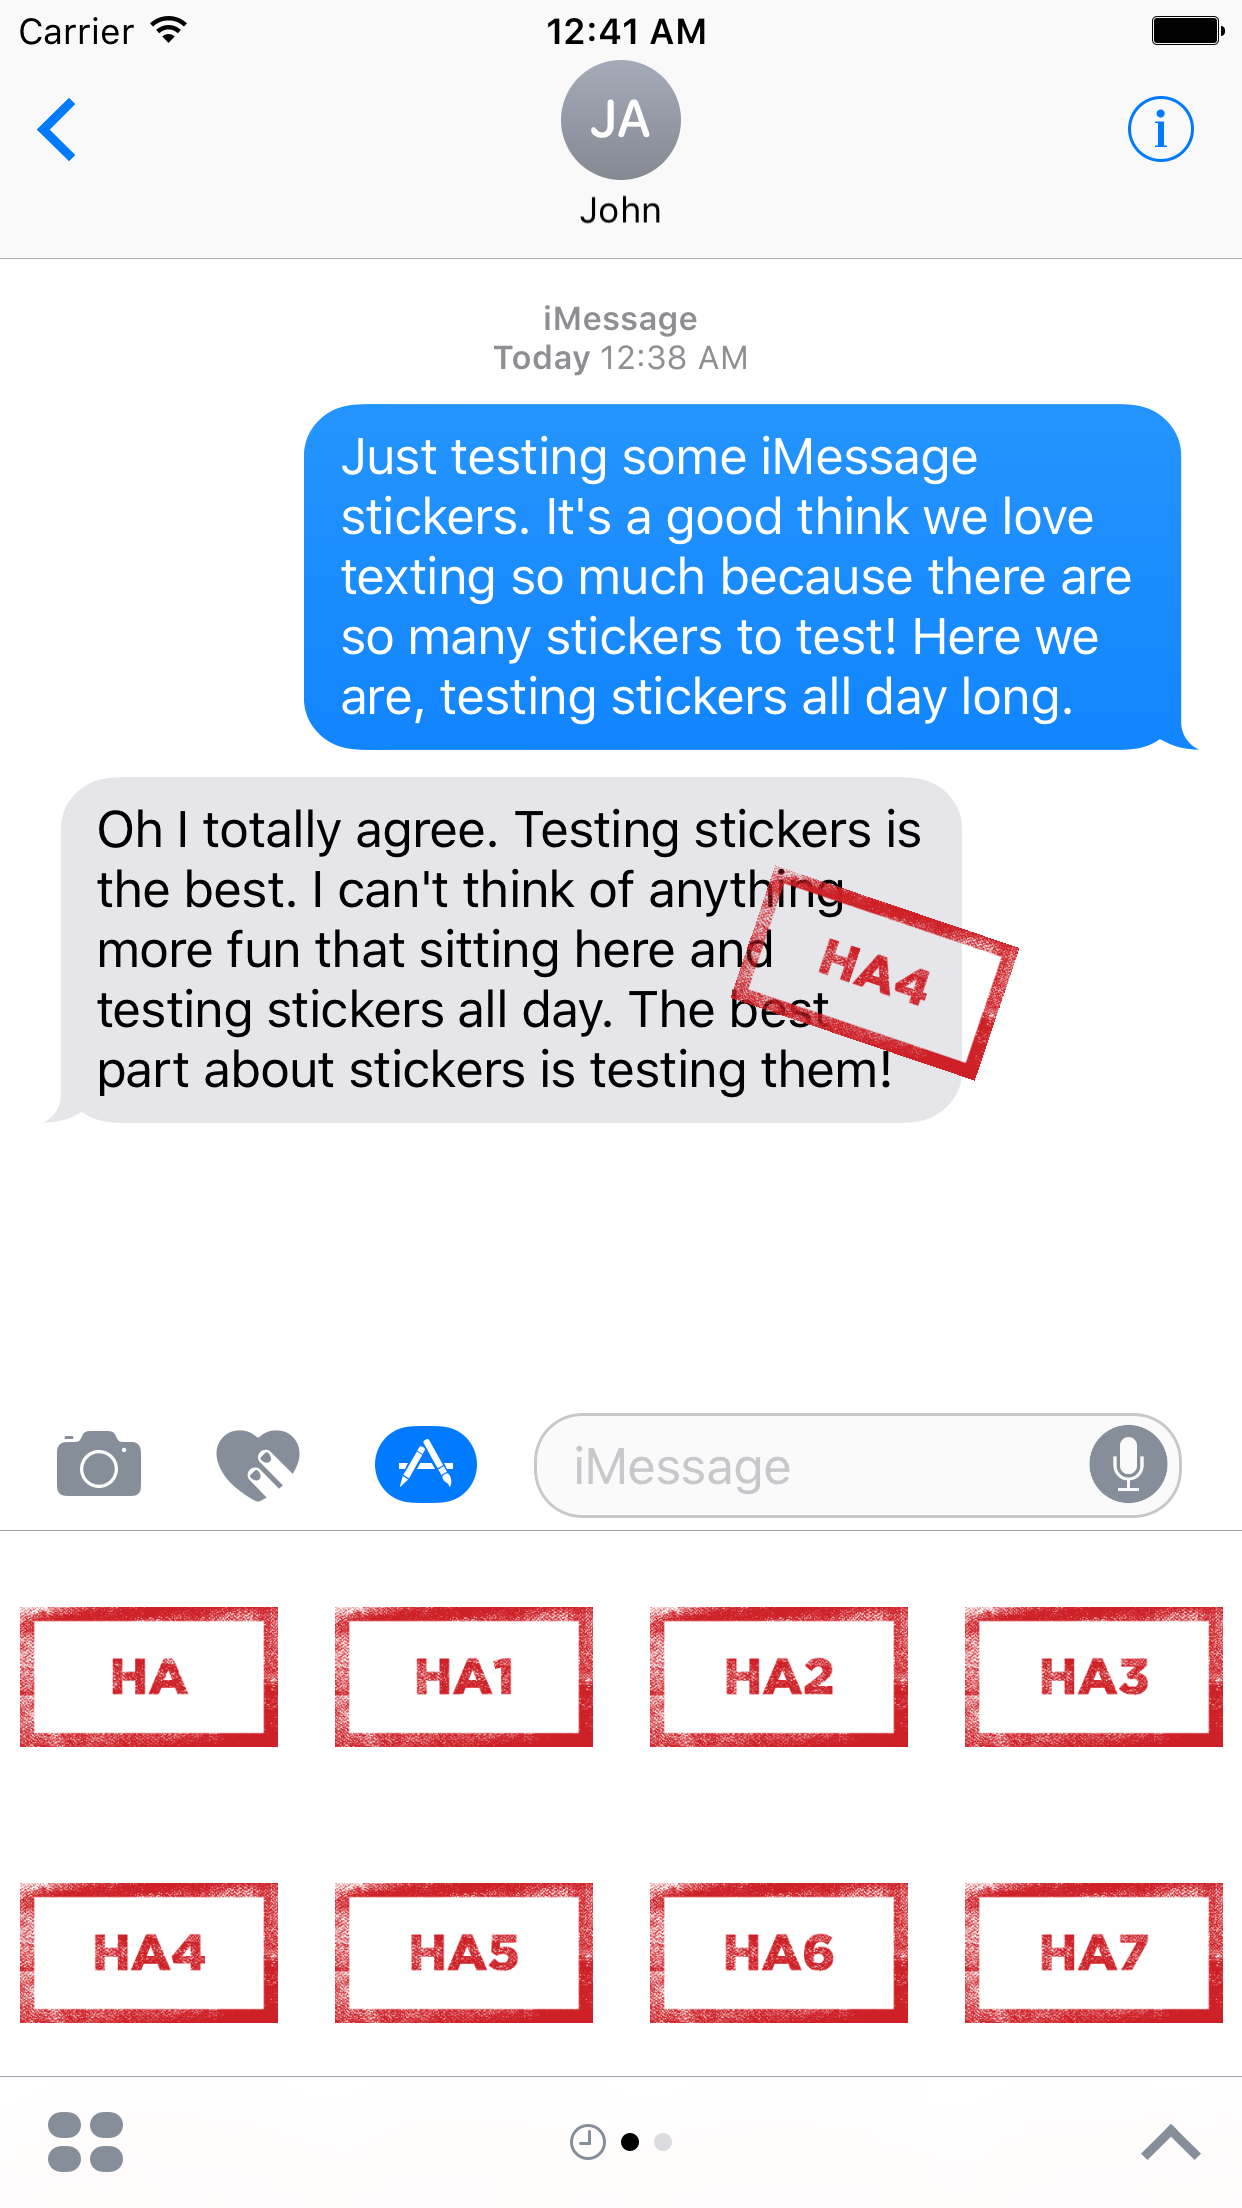 Carrier 12:41 AM
JA
John
iMessage
Today 12:38 AM
Just testing some iMessage
stickers. It's a good think we love
texting so much because there are
so many stickers to test! Here we
are, testing stickers all day long.
Oh I totally agree. Testing stickers is
the best. I can't think of anything
more fun that sitting here and
testing stickers all day. The best
part about stickers is testing them!
HA4
iMessage
HA HA1 HA2 HA3
HA4 HA5 HA6 HA7